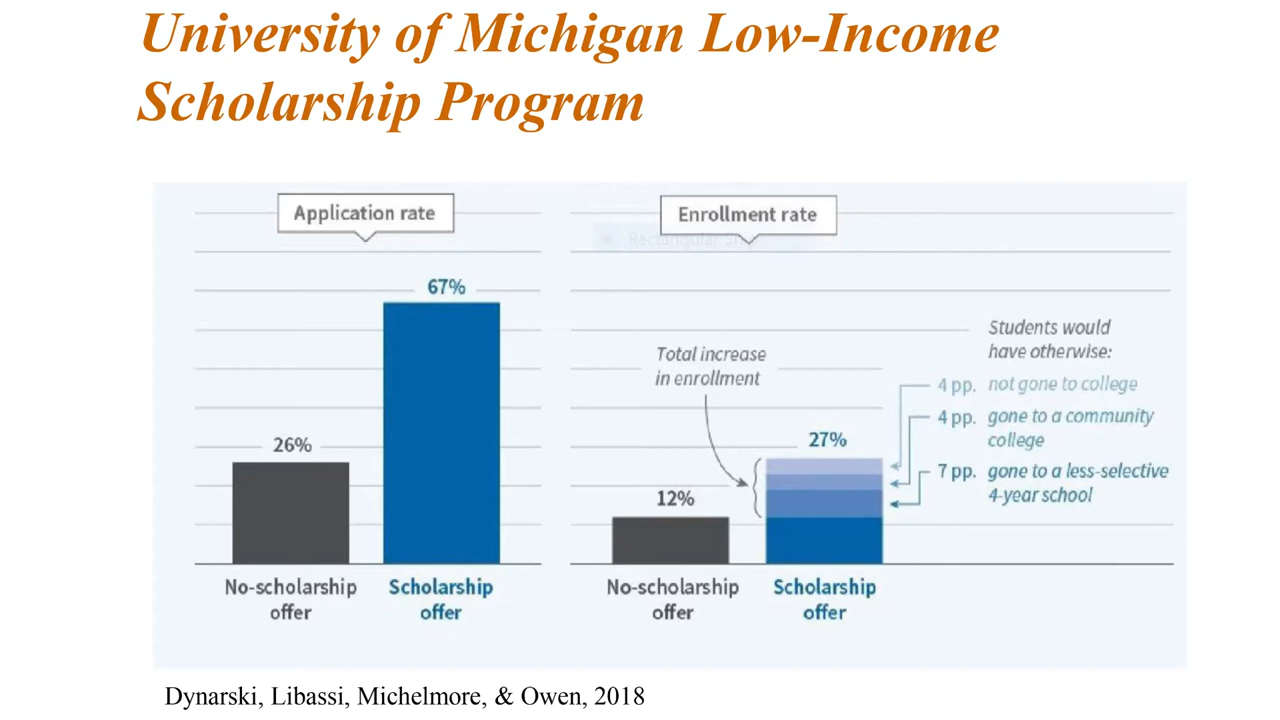 University of Michigan Low-Income
Scholarship Program
Application rate
67%
26%
No-scholarship
offer
Scholarship
offer
Enrollment rate
Rectangular Snip
Total increase
in enrollment
12%
27%
No-scholarship
offer
Scholarship
offer
Students would
have otherwise:
4 pp. not gone to college
4 pp. gone to a community
college
7 pp. gone to a less-selective
4-year school
Dynarski, Libassi, Michelmore, & Owen, 2018